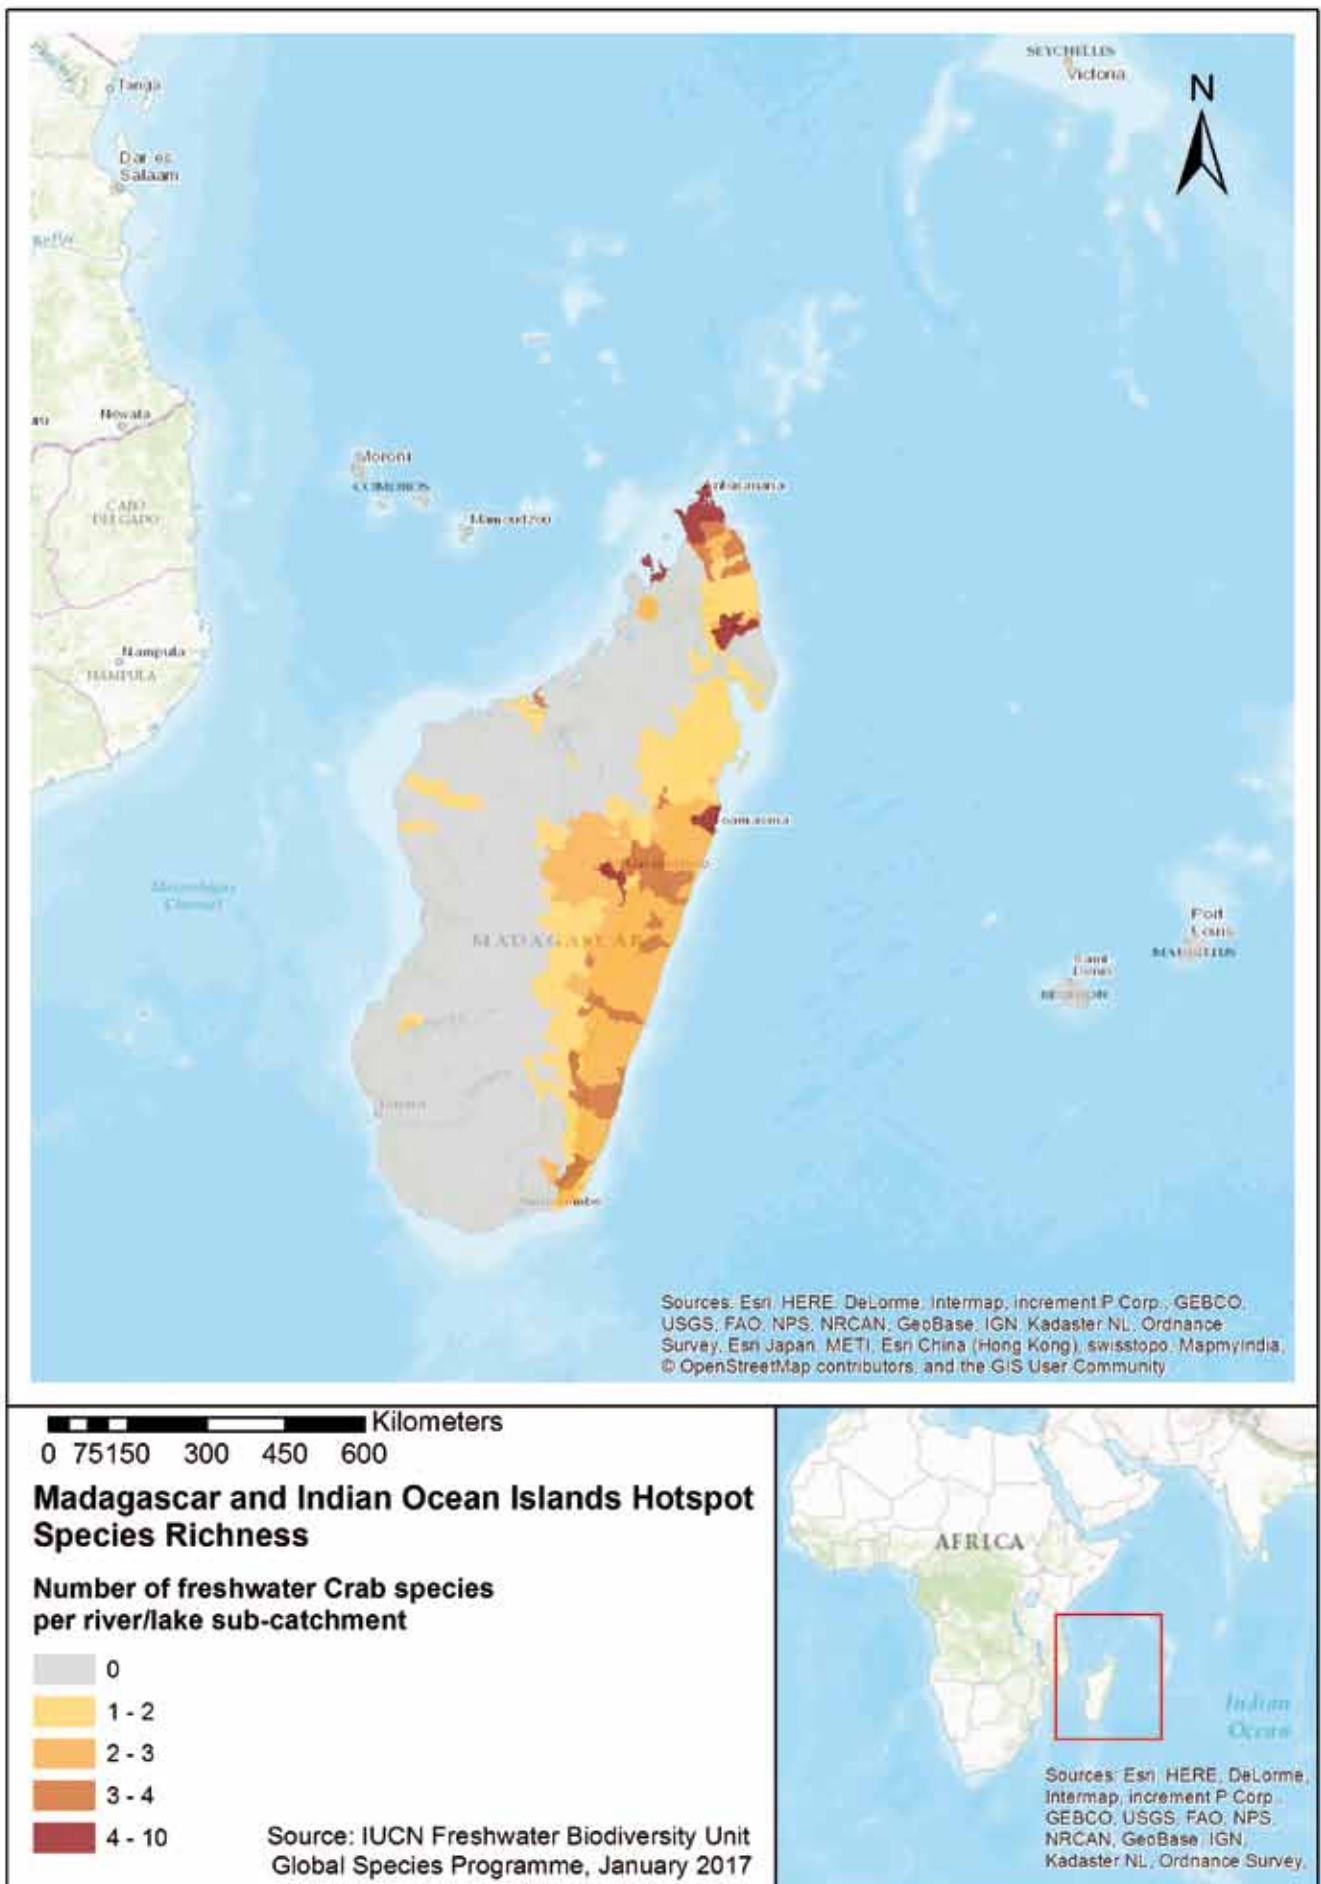 SEYCHELLES
Victoria
N
Tanga
Dar es
Salaam
Newala
Moroni
COMOROS
CABO
DELGADO
Mamoudzou
Nampula
NAMPULA
Mozambique
Channel
MADAGASCAR
Port
Louis
MAURITIUS
Saint
Denis
Sources: Esri, HERE, DeLorme, Intermap, increment P Corp., GEBCO,
USGS, FAO, NPS, NRCAN, GeoBase, IGN, Kadaster NL, Ordnance
Survey, Esri Japan, METI, Esri China (Hong Kong), swisstopo, MapmyIndia,
© OpenStreetMap contributors, and the GIS User Community
Kilometers
0 75 150 300 450 600
Madagascar and Indian Ocean Islands Hotspot
Species Richness
Number of freshwater Crab species
per river/lake sub-catchment
0
1 - 2
2 - 3
3 - 4
4 - 10
Source: IUCN Freshwater Biodiversity Unit
Global Species Programme, January 2017
AFRICA
Indian
Ocean
Sources: Esri, HERE, DeLorme,
Intermap, increment P Corp.,
GEBCO, USGS, FAO, NPS,
NRCAN, GeoBase, IGN,
Kadaster NL, Ordnance Survey,